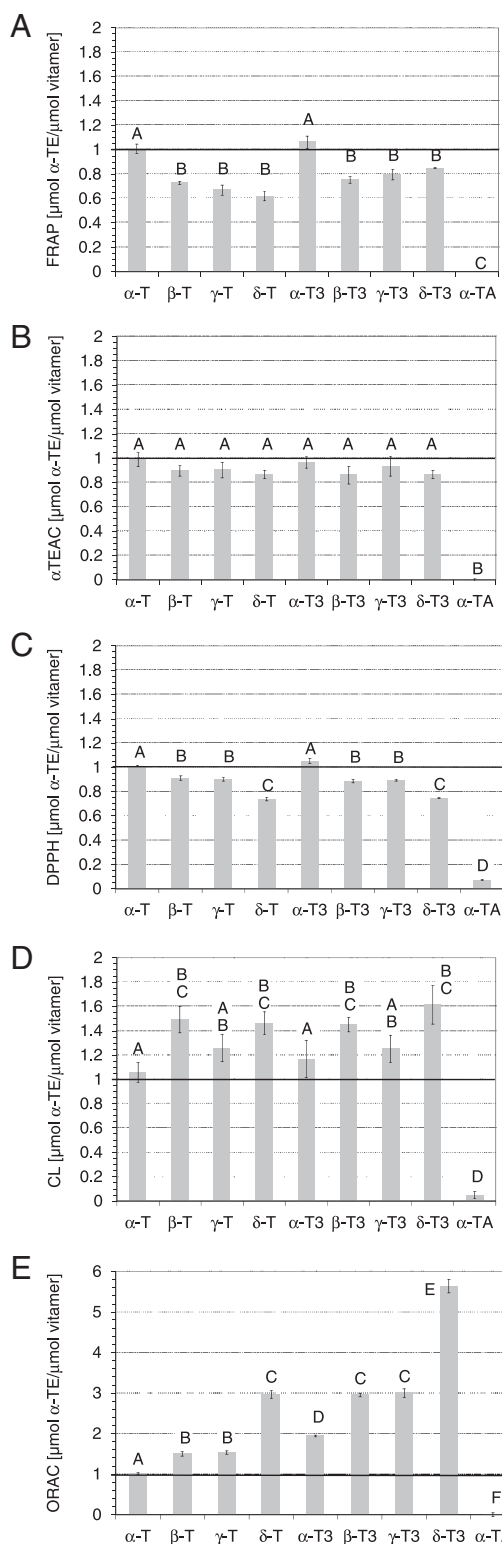 A
FRAP [µmol α-TE/µmol vitamer]
2
1.8
1.6
1.4
1.2
1
0.8
0.6
0.4
0.2
0
A
B
B
B
A
B
B
B
C
α-T
β-T
γ-T
δ-T
α-T3
β-T3
γ-T3
δ-T3
α-TA
B
αTEAC [µmol α-TE/µmol vitamer]
2
1.8
1.6
1.4
1.2
1
0.8
0.6
0.4
0.2
0
A
A
A
A
A
A
A
A
B
α-T
β-T
γ-T
δ-T
α-T3
β-T3
γ-T3
δ-T3
α-TA
C
DPPH [µmol α-TE/µmol vitamer]
2
1.8
1.6
1.4
1.2
1
0.8
0.6
0.4
0.2
0
A
B
B
C
A
B
B
C
D
α-T
β-T
γ-T
δ-T
α-T3
β-T3
γ-T3
δ-T3
α-TA
D
CL [µmol α-TE/µmol vitamer]
2
1.8
1.6
1.4
1.2
1
0.8
0.6
0.4
0.2
0
A
B
C
A
B
B
C
A
B
C
A
B
B
C
D
α-T
β-T
γ-T
δ-T
α-T3
β-T3
γ-T3
δ-T3
α-TA
E
ORAC [µmol α-TE/µmol vitamer]
6
5
4
3
2
1
0
A
B
B
C
D
C
C
E
F
α-T
β-T
γ-T
δ-T
α-T3
β-T3
γ-T3
δ-T3
α-TA